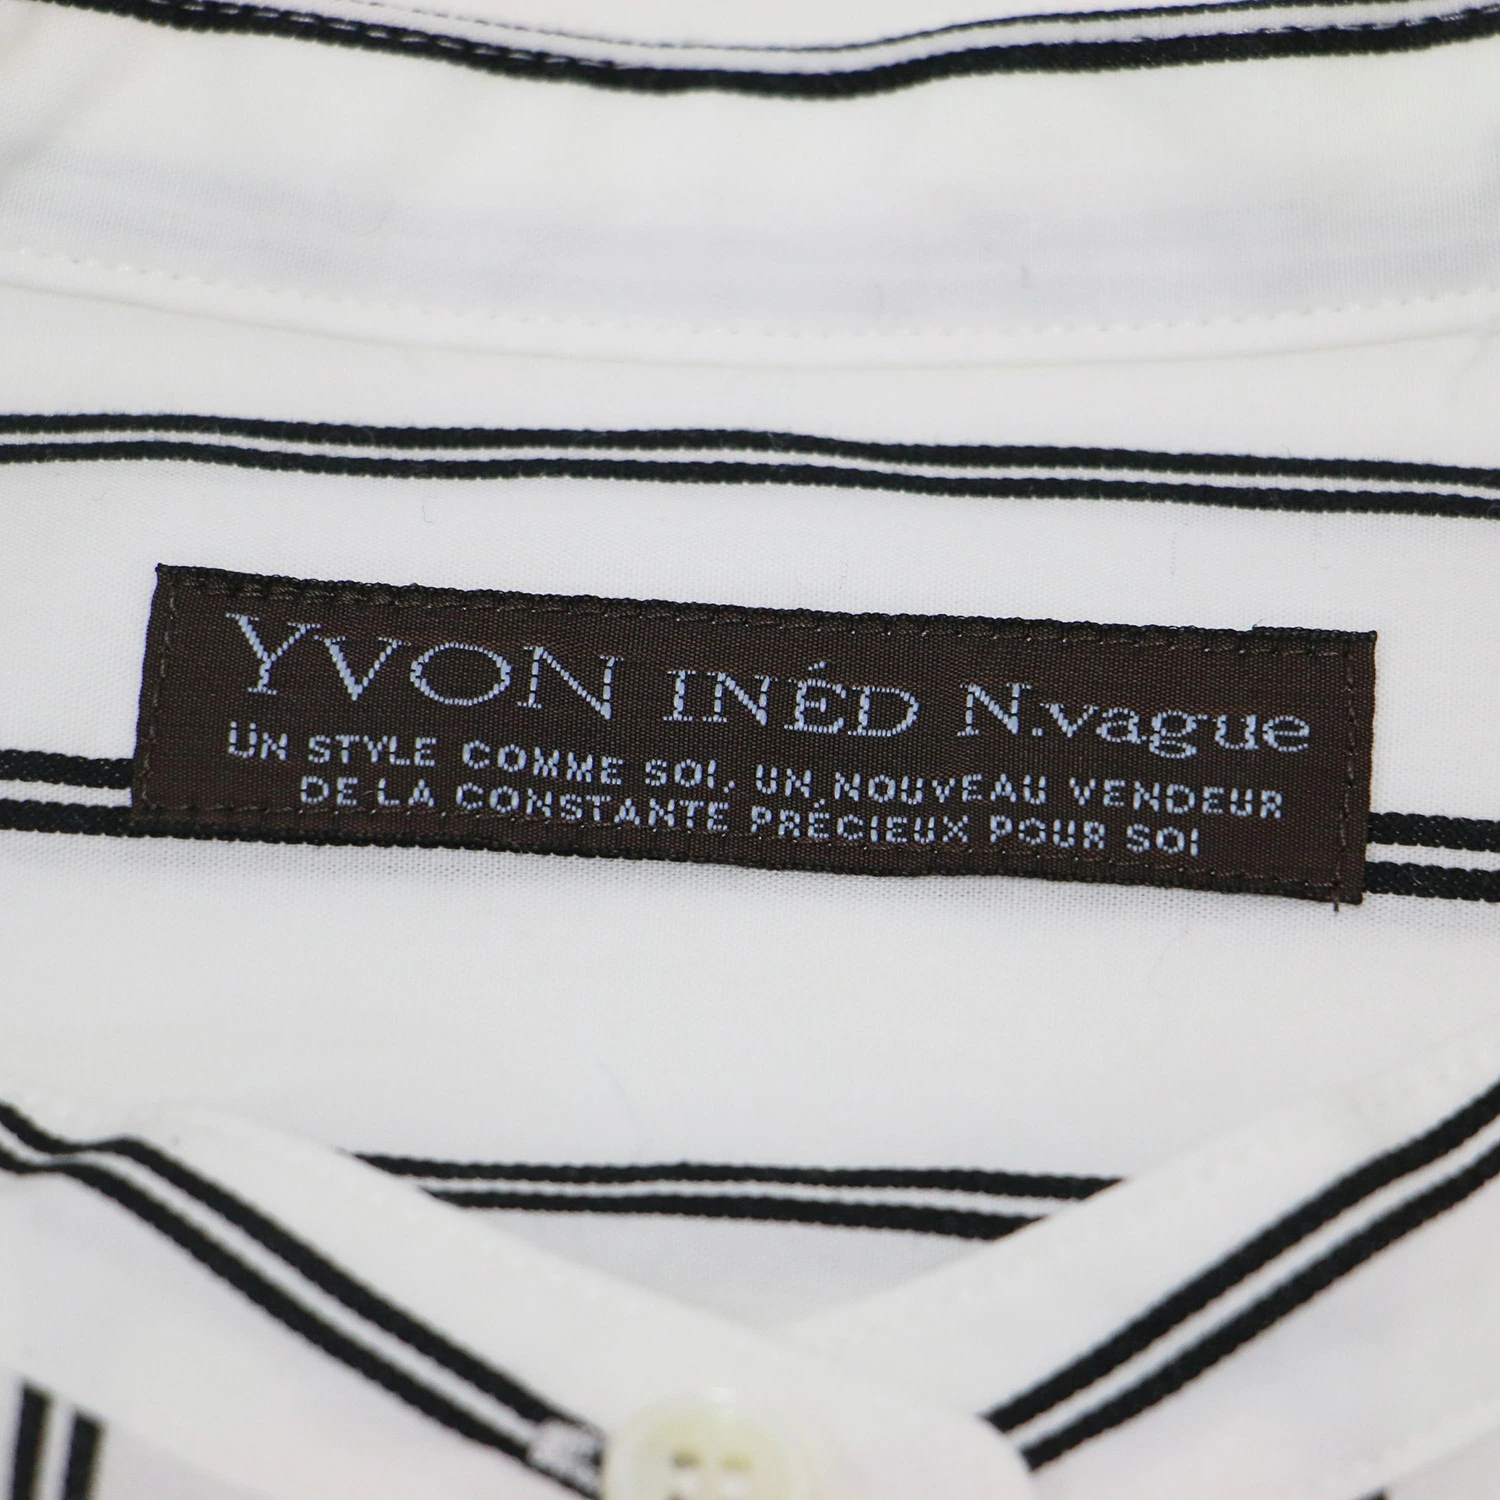 YVON INÉD N.vague
UN STYLE COMME SOI, UN NOUVEAU VENDEUR
DE LA CONSTANTE PRÉCIEUX POUR SOI